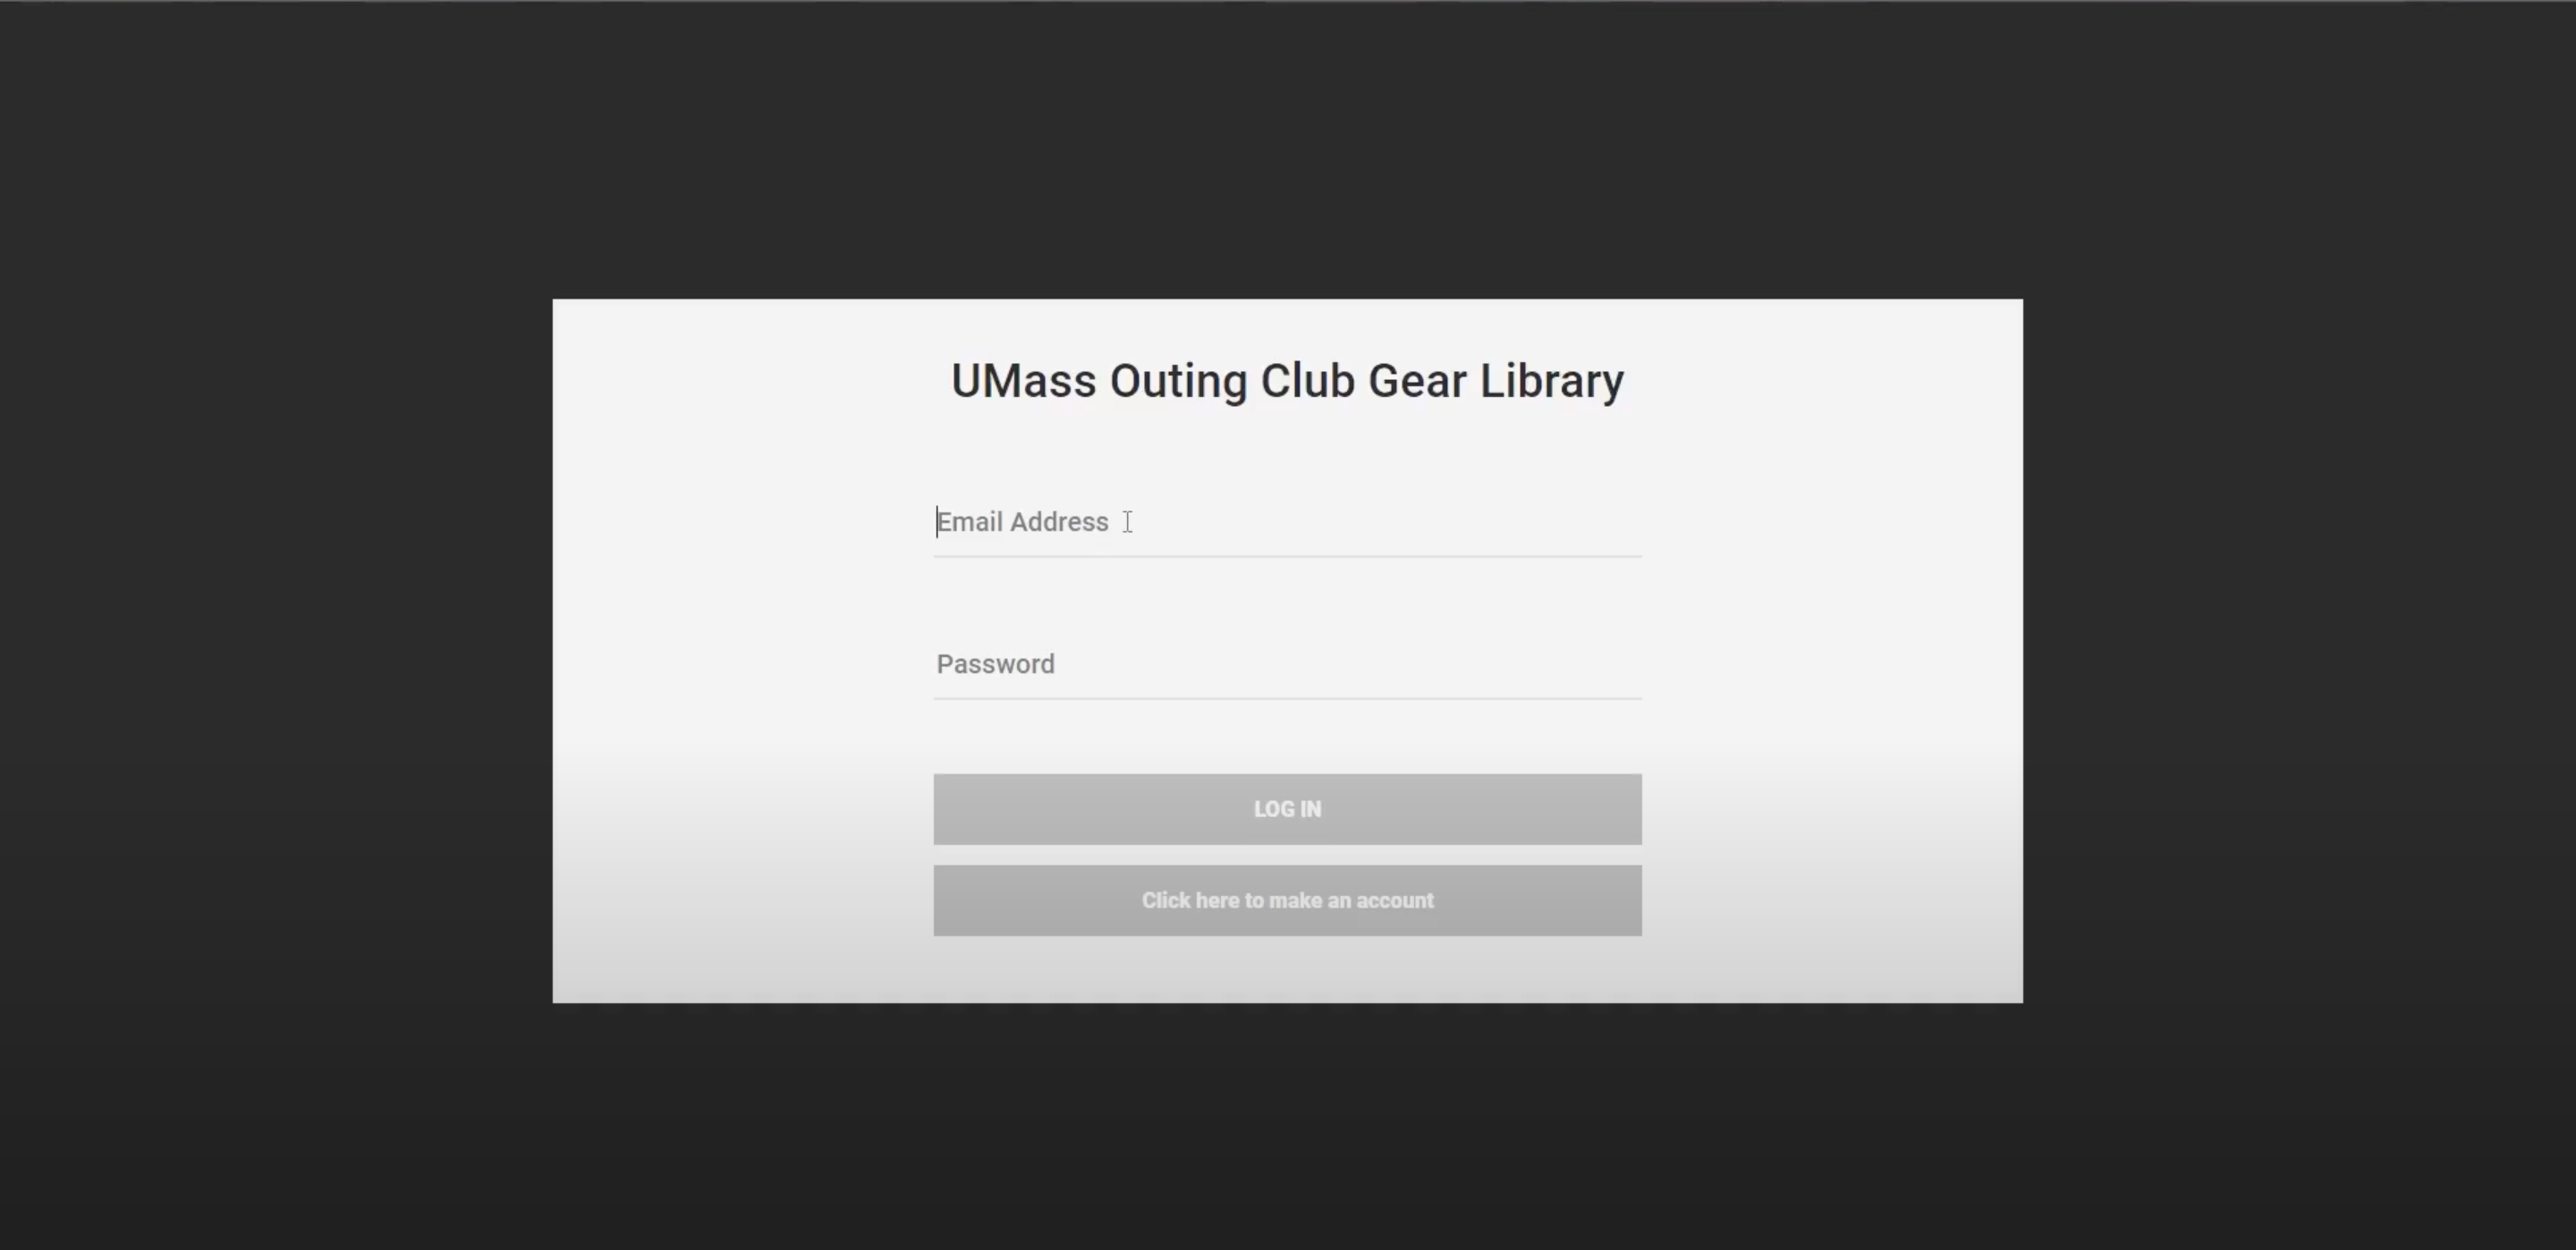 UMass Outing Club Gear Library
Email Address
Password
LOG IN
Click here to make an account